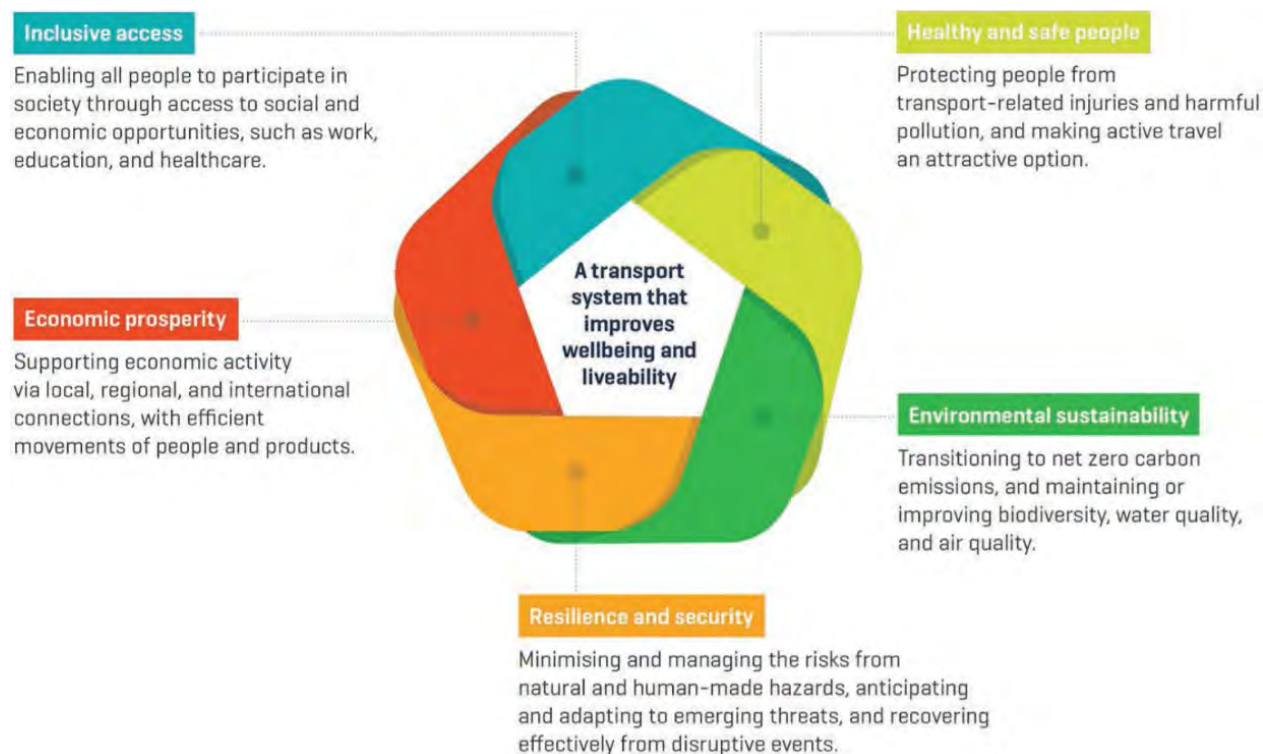 Inclusive access
Enabling all people to participate in
society through access to social and
economic opportunities, such as work,
education, and healthcare.
Healthy and safe people
Protecting people from
transport-related injuries and harmful
pollution, and making active travel
an attractive option.
A transport
system that
improves
wellbeing and
liveability
Economic prosperity
Supporting economic activity
via local, regional, and international
connections, with efficient
movements of people and products.
Environmental sustainability
Transitioning to net zero carbon
emissions, and maintaining or
improving biodiversity, water quality,
and air quality.
Resilience and security
Minimising and managing the risks from
natural and human-made hazards, anticipating
and adapting to emerging threats, and recovering
effectively from disruptive events.